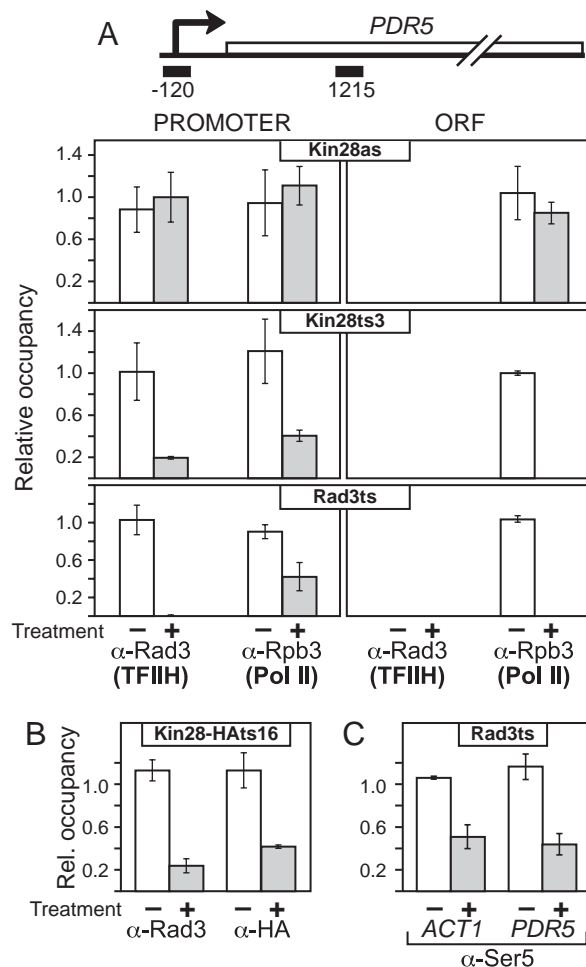 A
PDR5
-120 1215
PROMOTER ORF
Kin28as
1.4
1.0
0.6
0.2
Kin28ts3
1.4
1.0
0.6
0.2
Rad3ts
1.0
0.6
0.2
Relative occupancy
Treatment − + − + − + − +
α-Rad3 α-Rpb3 α-Rad3 α-Rpb3
(TFIIH) (Pol II) (TFIIH) (Pol II)
B
Kin28-HAts16
Rel. occupancy
1.0
0.6
0.2
Treatment − + − +
α-Rad3 α-HA
C
Rad3ts
1.0
0.6
0.2
− + − +
ACT1 PDR5
α-Ser5